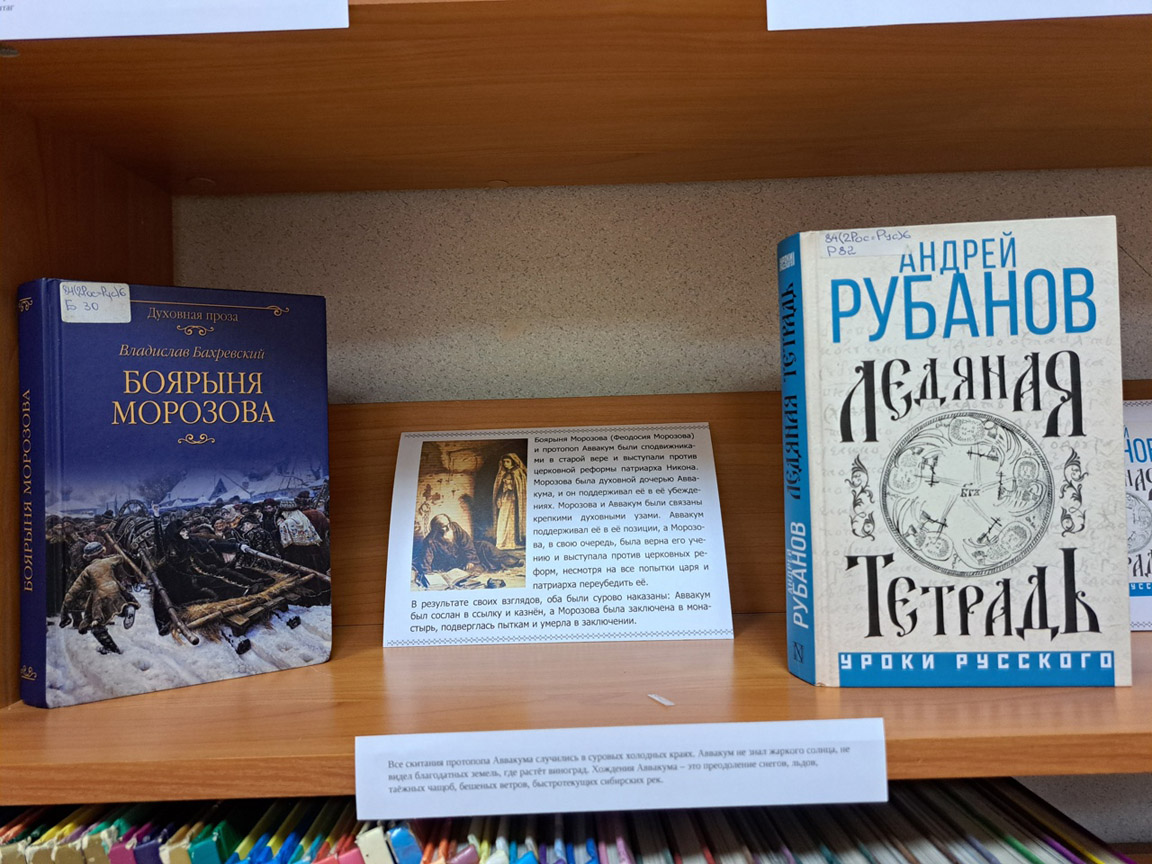 таг
84(2Рос=Рус)6
Б 30
Духовная проза
Владислав Бахревский
БОЯРЫНЯ
МОРОЗОВА
БОЯРЫНЯ МОРОЗОВА
Боярыня Морозова (Феодосия Морозова)
и протопоп Аввакум были сподвижника-
ми в старой вере и выступали против
церковной реформы патриарха Никона.
Морозова была духовной дочерью Авва-
кума, и он поддерживал её в её убежде-
ниях. Морозова и Аввакум были связаны
крепкими духовными узами. Аввакум
поддерживал её в её позиции, а Морозо-
ва, в свою очередь, была верна его уче-
нию и выступала против церковных ре-
форм, несмотря на все попытки царя и
патриарха переубедить её.
В результате своих взглядов, оба были сурово наказаны: Аввакум
был сослан в ссылку и казнён, а Морозова была заключена в мона-
стырь, подверглась пыткам и умерла в заключении.
84(2Рос=Рус)6
Р 82
АНДРЕЙ
РУБАНОВ
ЛЕДЯНАЯ
ТЕТРАДЬ
УРОКИ РУССКОГО
РУБАНОВ ЛЕДЯНАЯ ТЕТРАДЬ
Все скитания протопопа Аввакума случились в суровых холодных краях. Аввакум не знал жаркого солнца, не
видел благодатных земель, где растёт виноград. Хождения Аввакума – это преодоление снегов, льдов,
таёжных чащоб, бешеных ветров, быстротекущих сибирских рек.